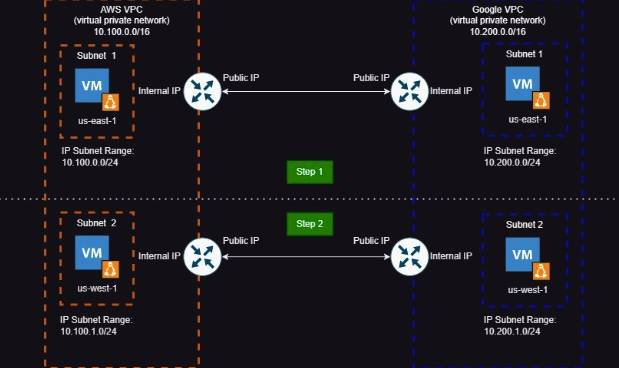 AWS VPC
(virtual private network)
10.100.0.0/16
Google VPC
(virtual private network)
10.200.0.0/16
Subnet 1
VM
us-east-1
Internal IP
Public IP
Public IP
Internal IP
Subnet 1
VM
us-east-1
IP Subnet Range:
10.100.0.0/24
IP Subnet Range:
10.200.0.0/24
Step 1
Step 2
Subnet 2
VM
us-west-1
Internal IP
Public IP
Public IP
Internal IP
Subnet 2
VM
us-west-1
IP Subnet Range:
10.100.1.0/24
IP Subnet Range:
10.200.1.0/24